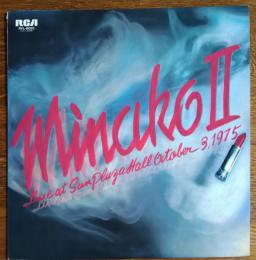 RCA
Minako II
Live at Sun Plaza Hall October 3, 1975